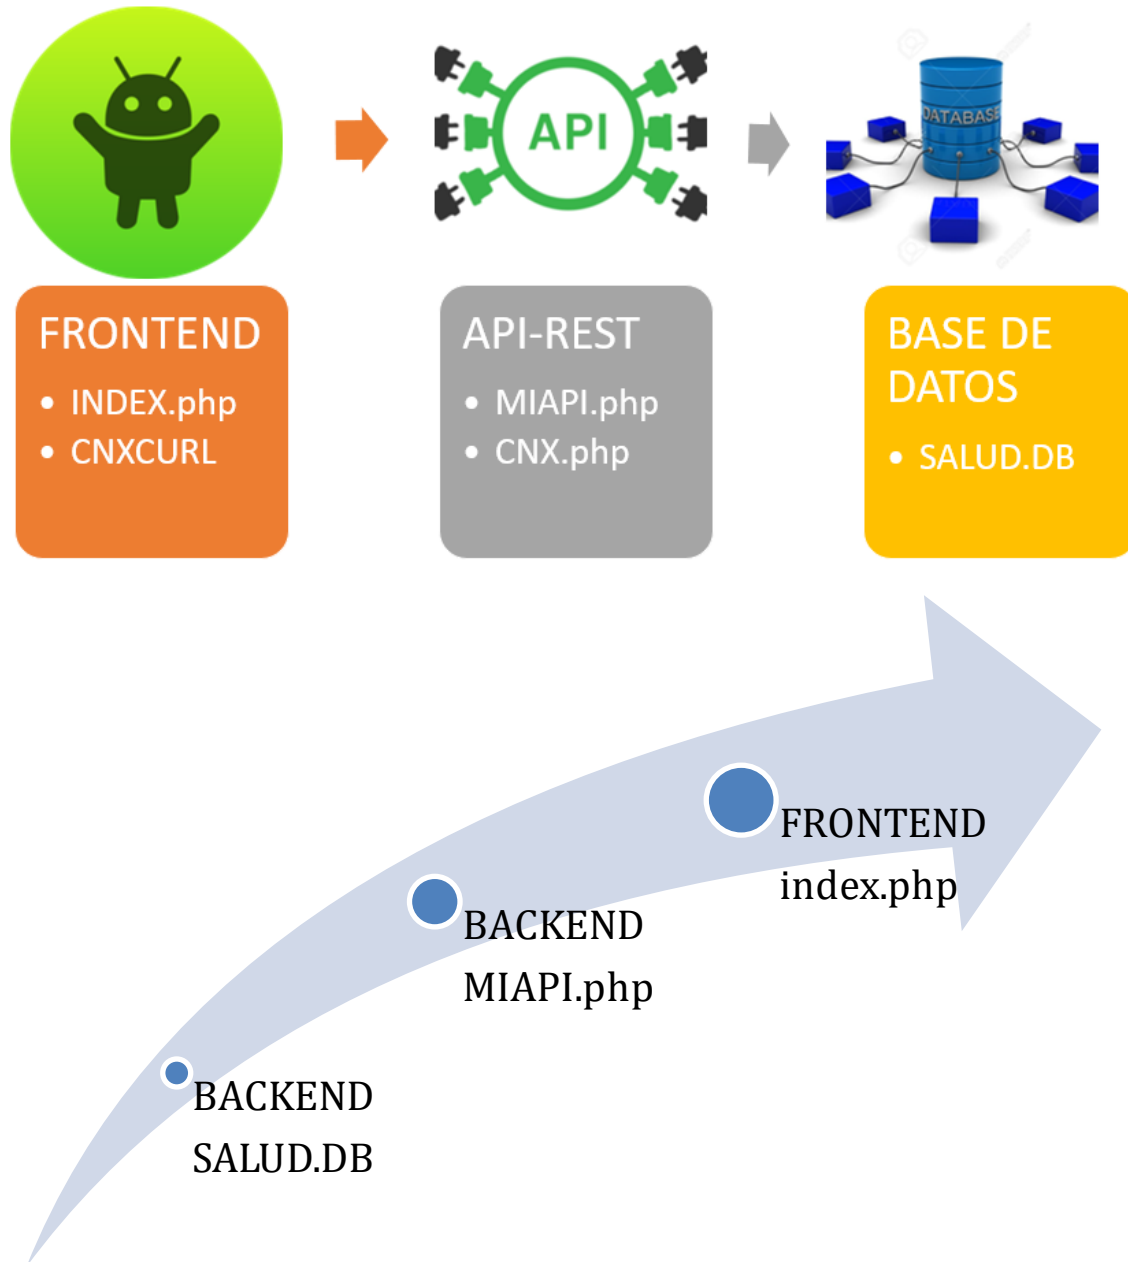 API
DATABASE
FRONTEND
• INDEX.php
• CNXCURL
API-REST
• MIAPI.php
• CNX.php
BASE DE
DATOS
• SALUD.DB
FRONTEND
index.php
BACKEND
MIAPI.php
BACKEND
SALUD.DB